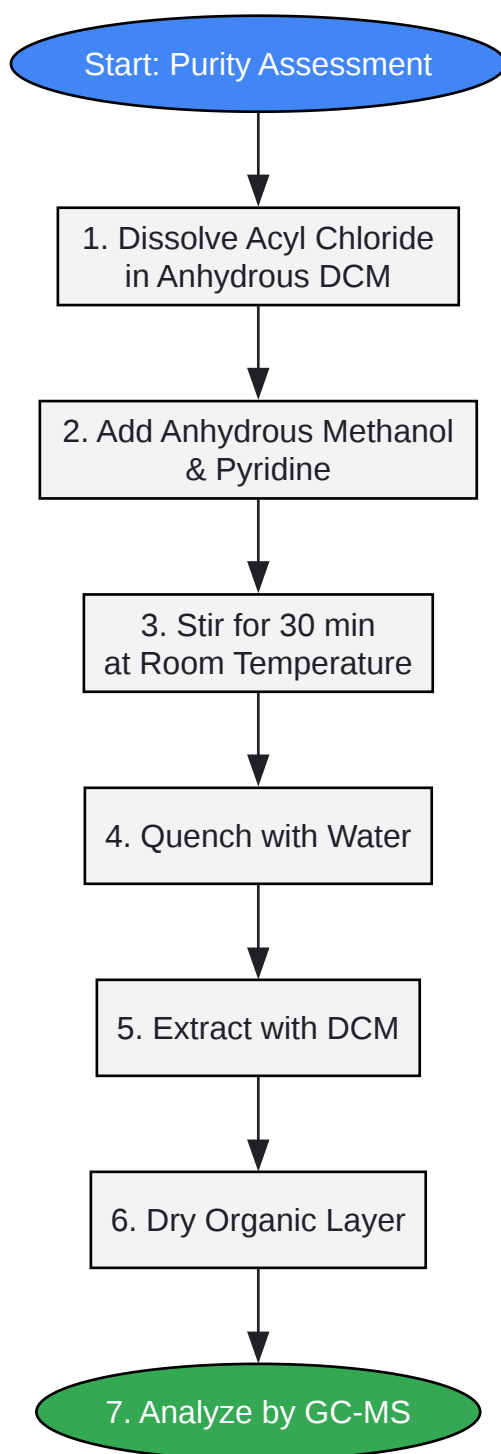 Start: Purity Assessment
1. Dissolve Acyl Chloride
in Anhydrous DCM
2. Add Anhydrous Methanol
& Pyridine
3. Stir for 30 min
at Room Temperature
4. Quench with Water
5. Extract with DCM
6. Dry Organic Layer
7. Analyze by GC-MS